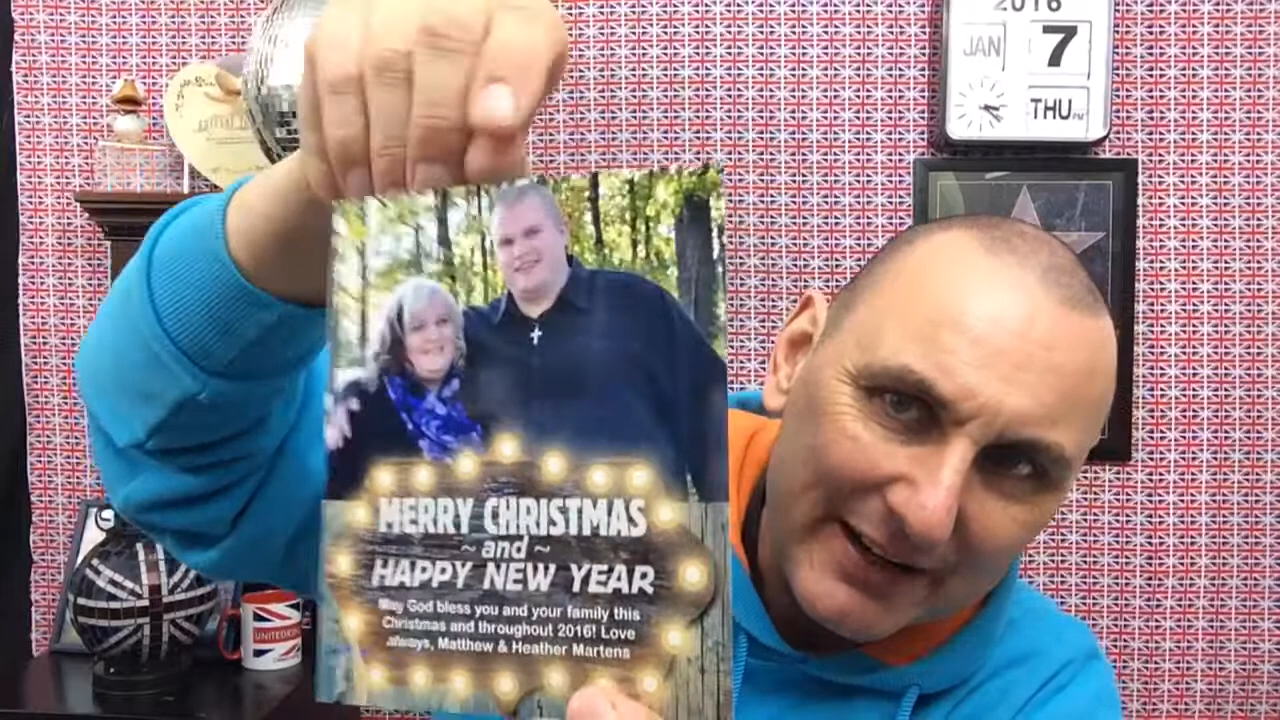 2016
JAN
7
THU
MERRY CHRISTMAS
~ and ~
HAPPY NEW YEAR
May God bless you and your family this
Christmas and throughout 2016! Love
always, Matthew & Heather Martens